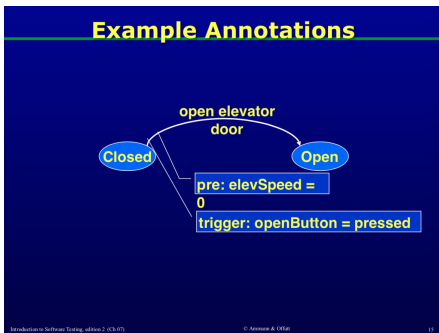 Example Annotations
open elevator
door
Closed
Open
pre: elevSpeed =
0
trigger: openButton = pressed
Introduction to Software Testing, edition 2 (Ch 07)
© Ammann & Offutt
15